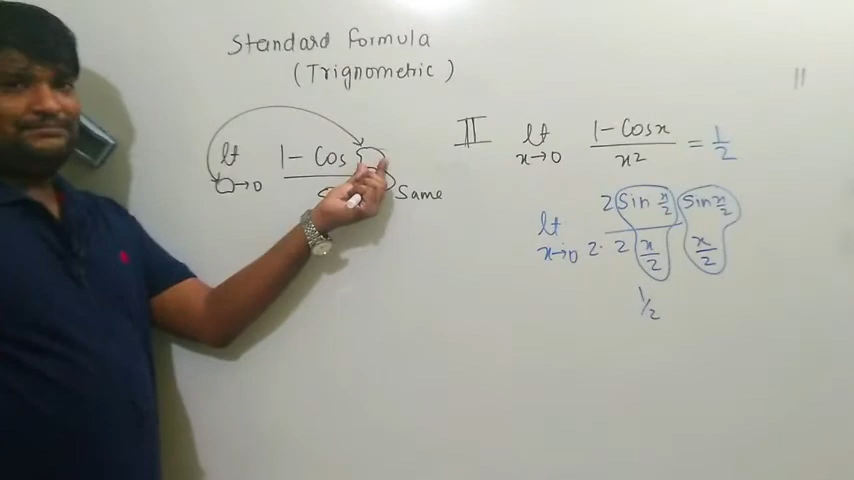 Standard formula
(Trignometric)
lt 1 - Cos
→0
Same
II lt 1 - Cosx = 1/2
x→0 x²
lt 2 Sin x/2 Sin x/2
x→0 2. 2 x/2 x/2
1/2